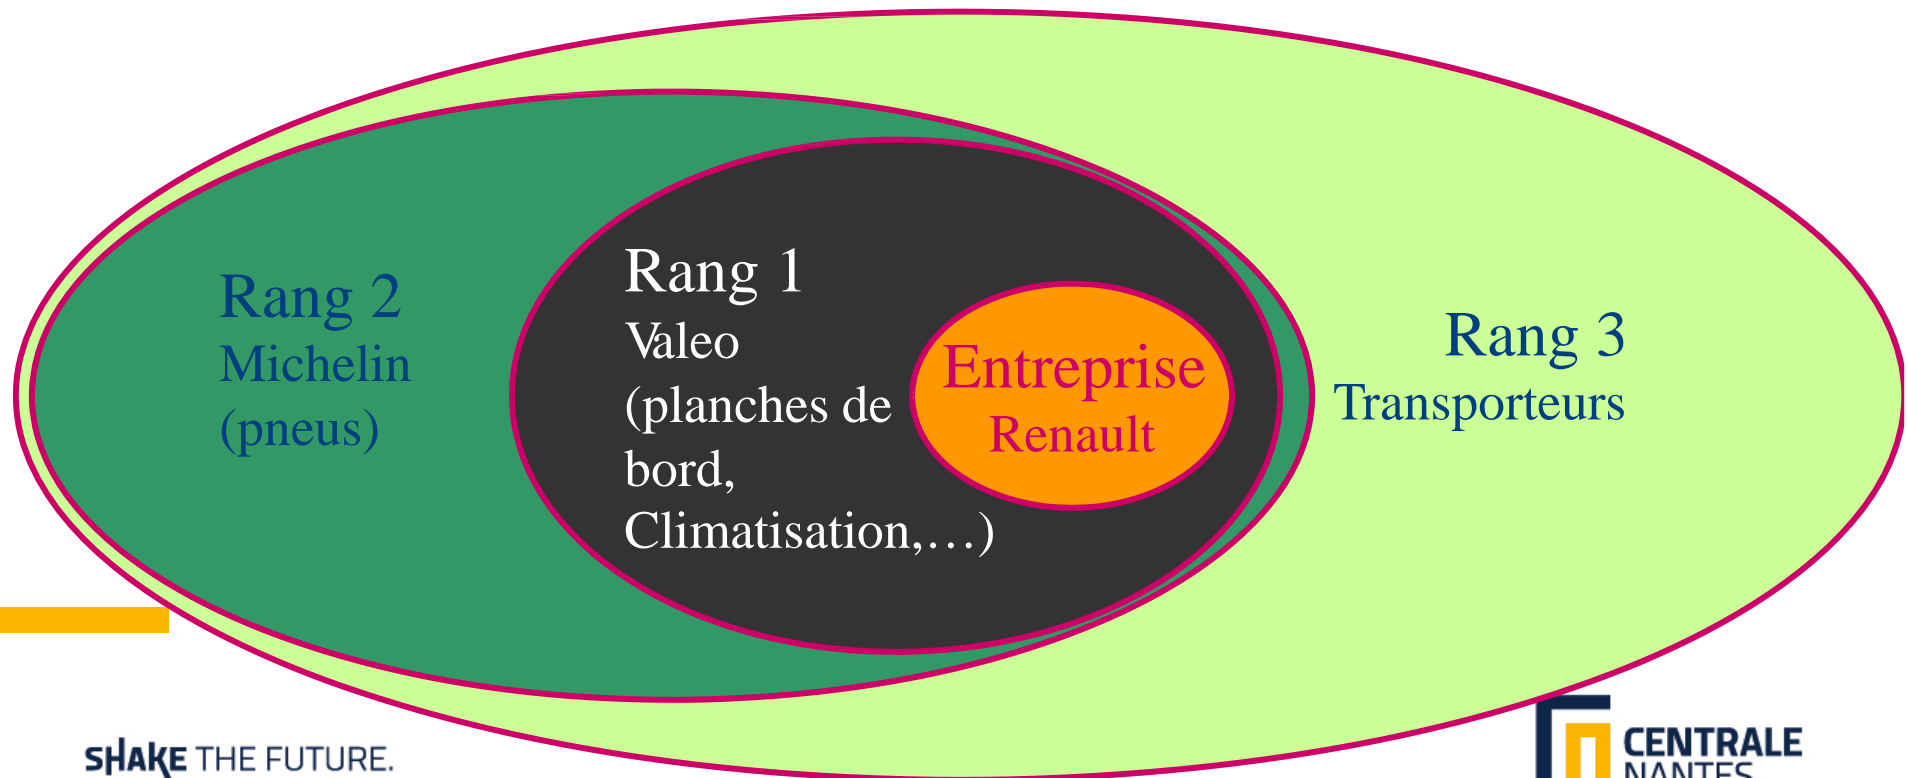 Rang 2
Michelin
(pneus)
Rang 1
Valeo
(planches de
bord,
Climatisation,…)
Entreprise
Renault
Rang 3
Transporteurs
SHAKE THE FUTURE.
CENTRALE
NANTES